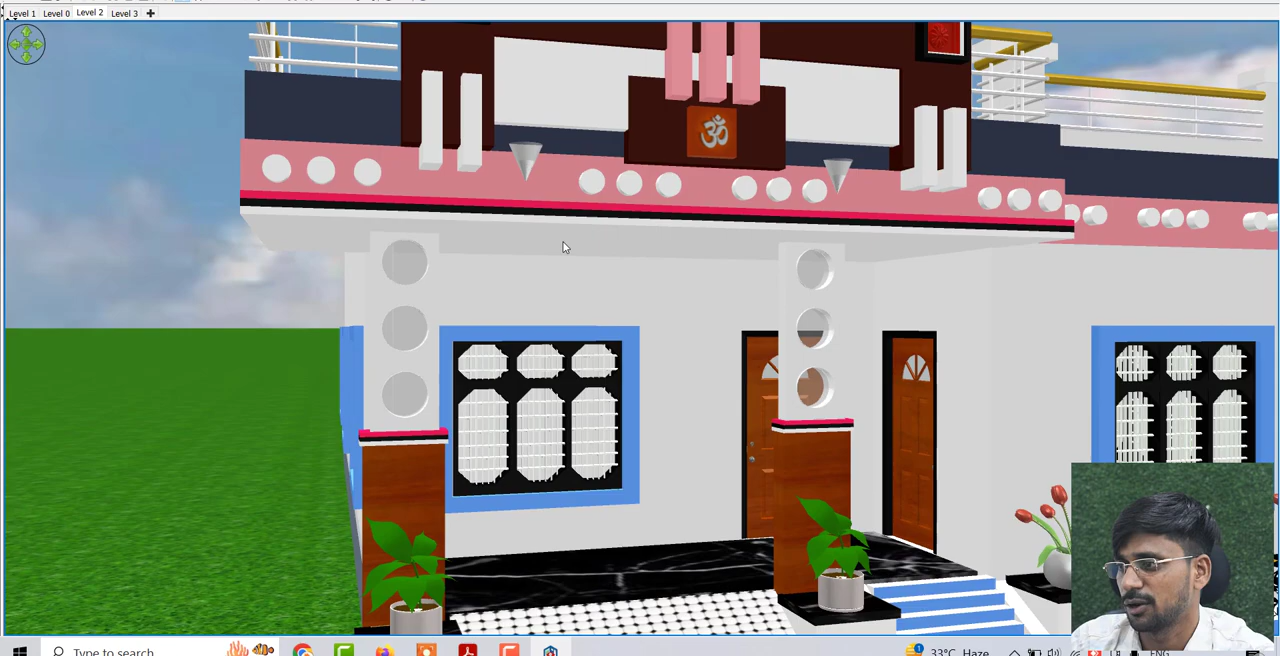 Level 1 Level 0 Level 2 Level 3
ॐ
Type to search
33°C Haze
ENG